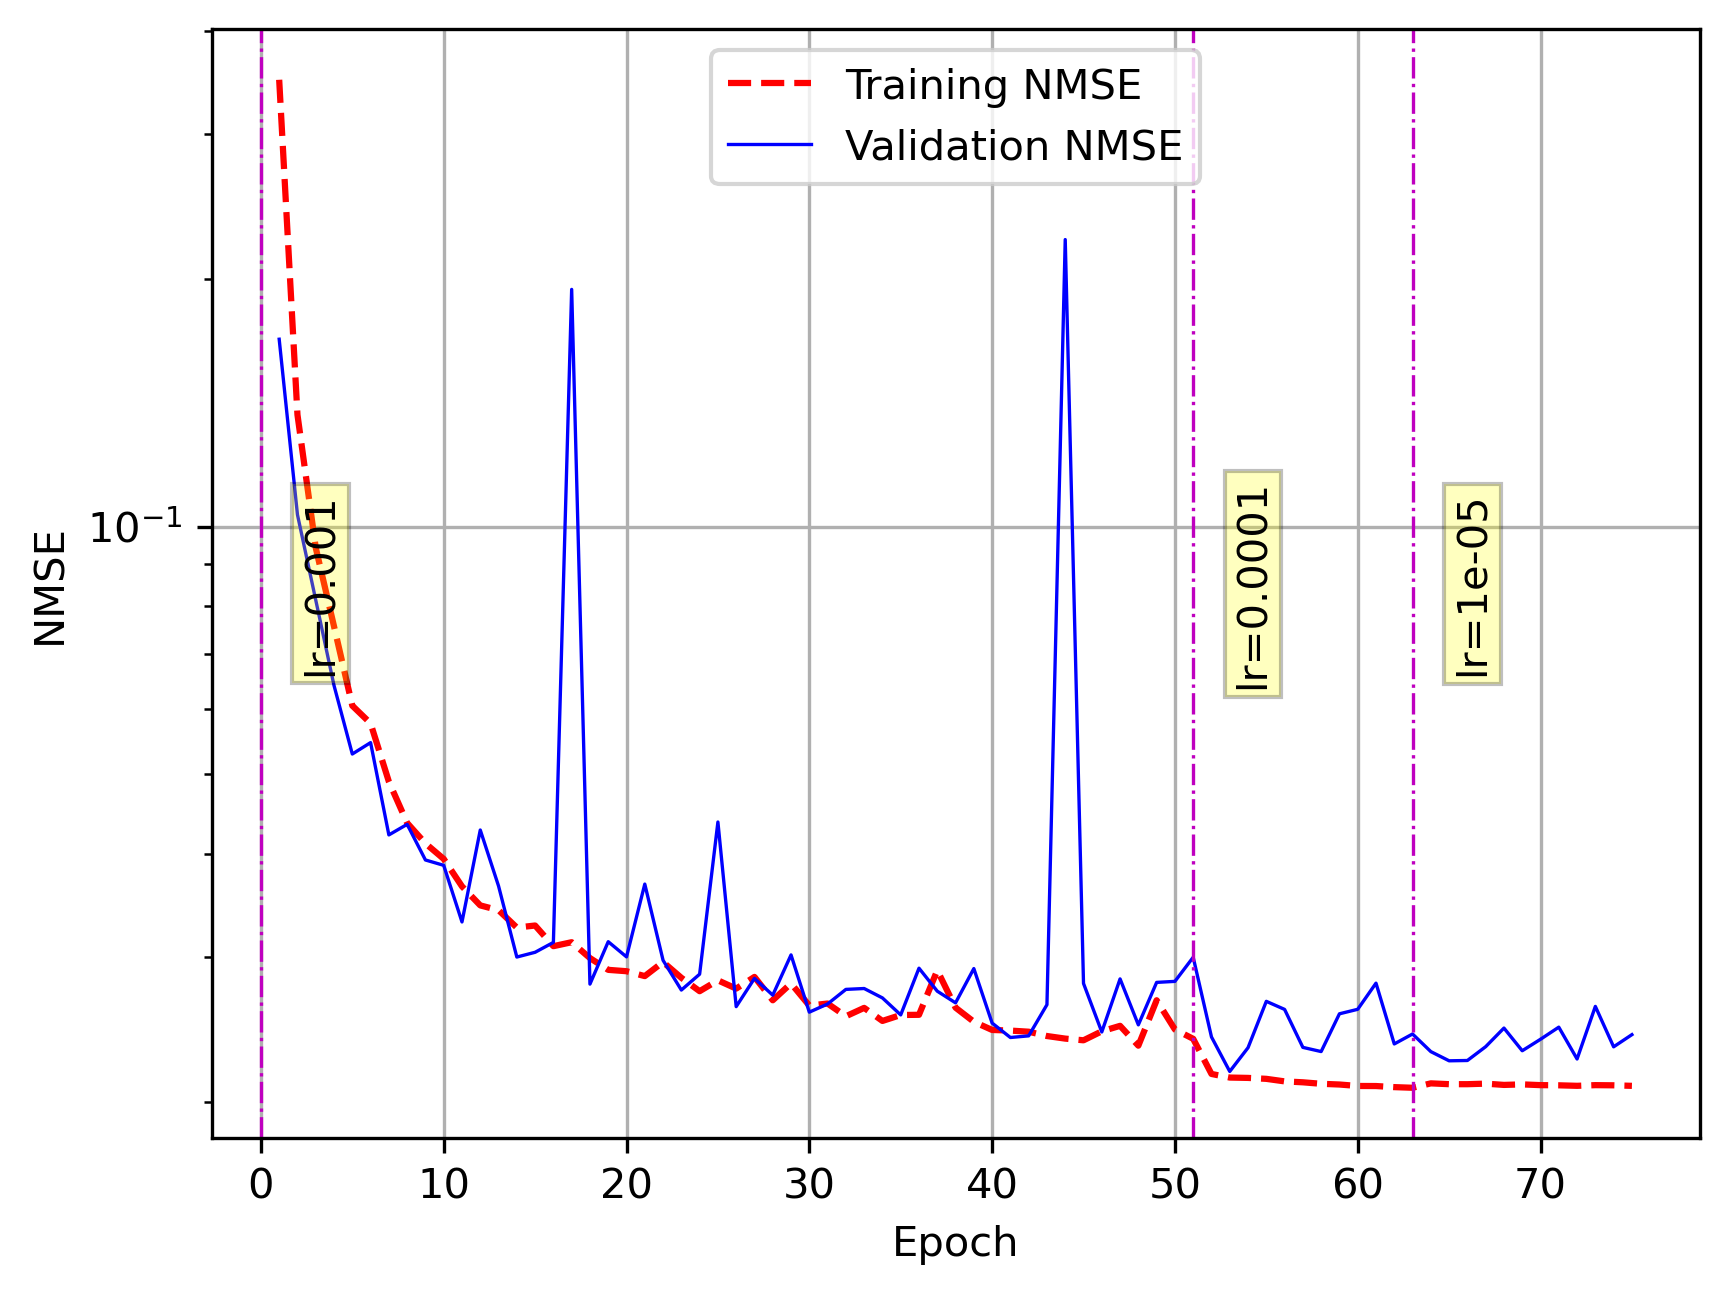 Training NMSE
Validation NMSE
NMSE
10⁻¹
lr=0.001
lr=0.0001
lr=1e-05
0 10 20 30 40 50 60 70
Epoch